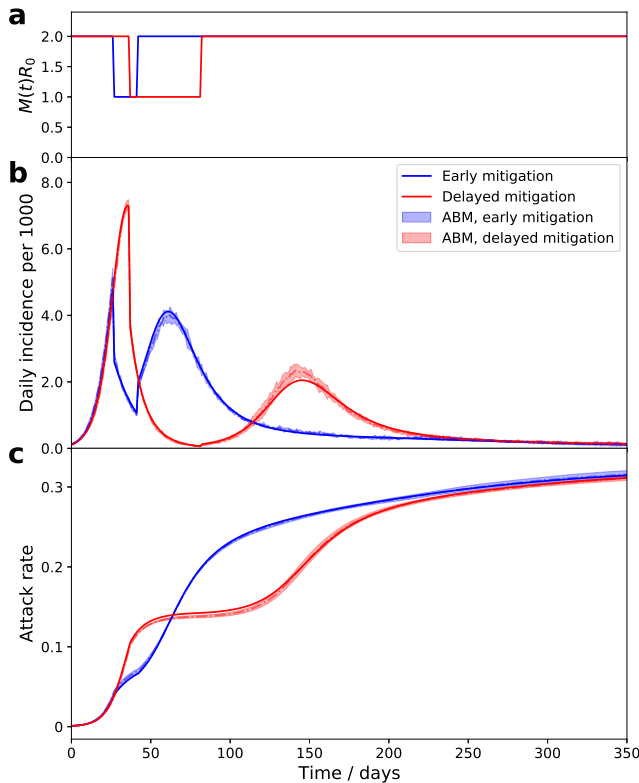 a
2.0
1.5
1.0
0.5
0.0
M(t)R₀
b
8.0
6.0
4.0
2.0
0.0
Daily incidence per 1000
Early mitigation
Delayed mitigation
ABM, early mitigation
ABM, delayed mitigation
c
0.3
0.2
0.1
0
Attack rate
0 50 100 150 200 250 300 350
Time / days